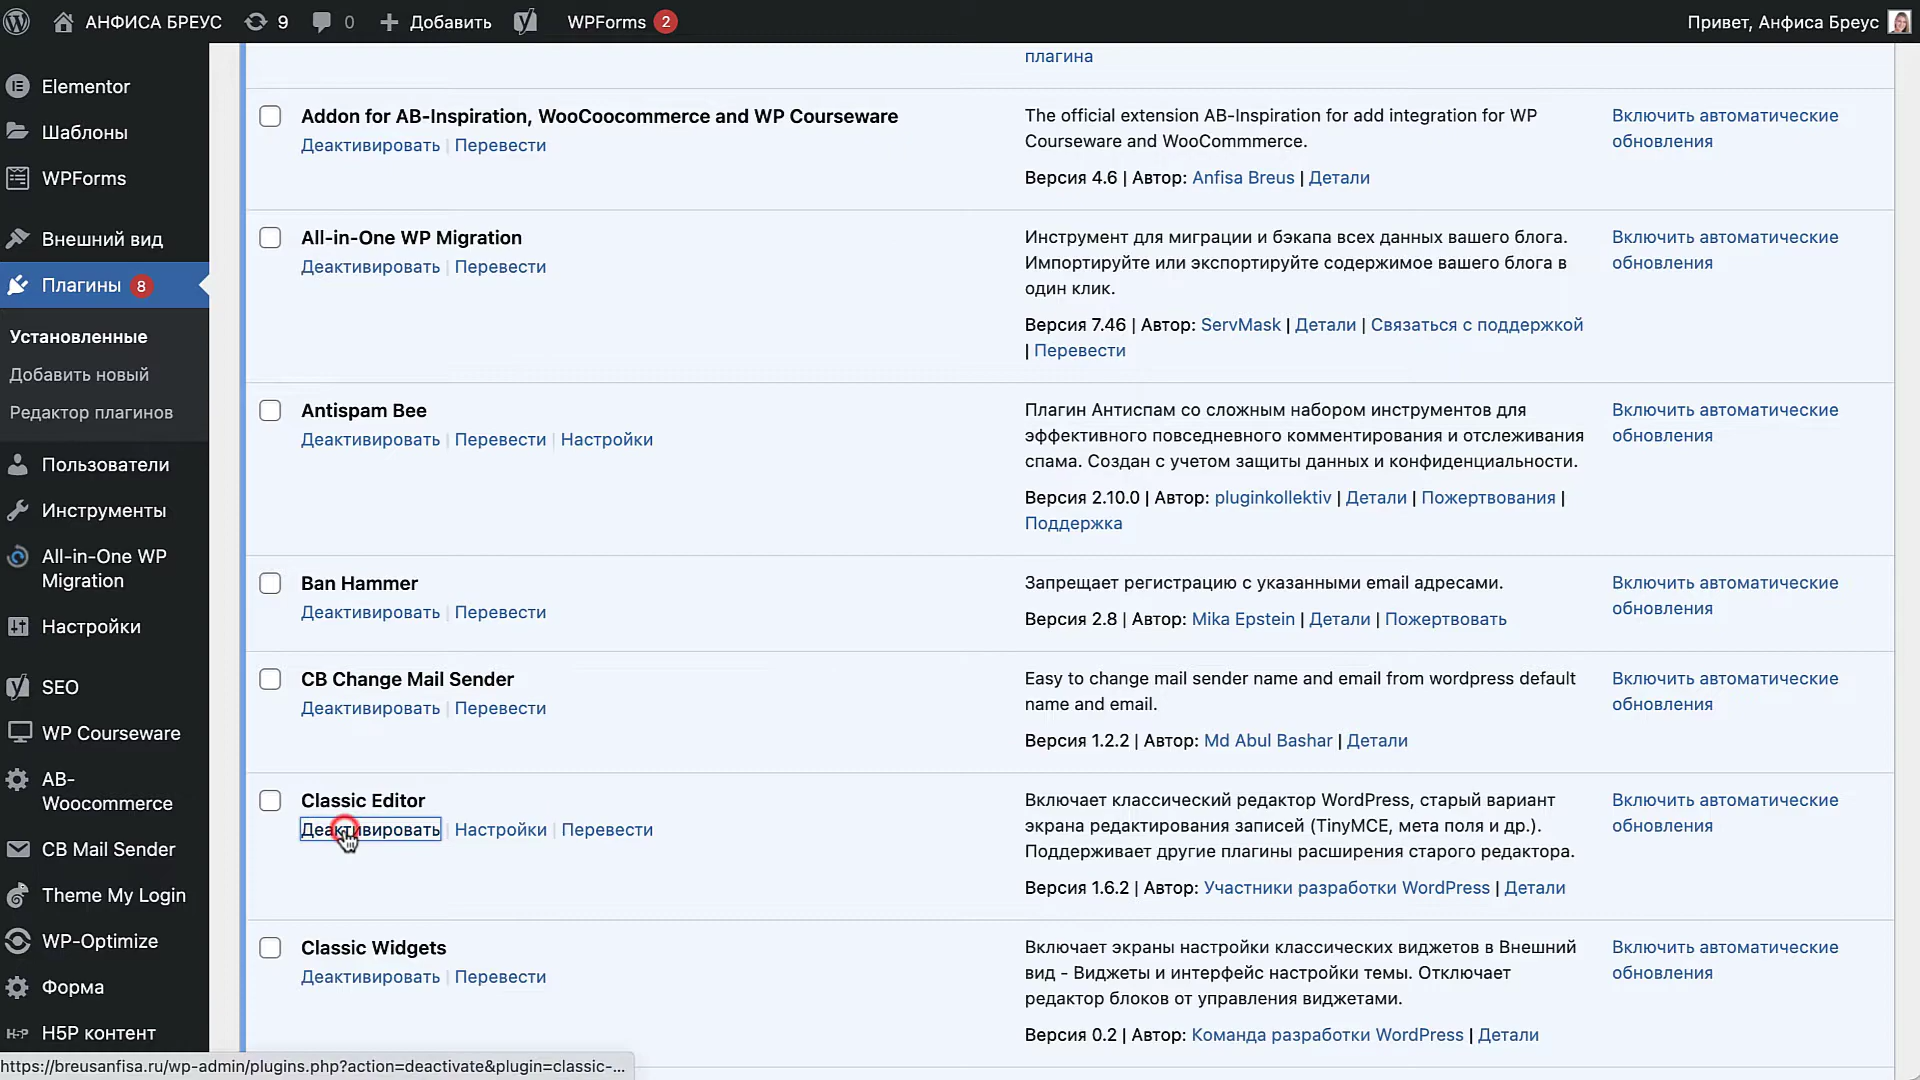 АНФИСА БРЕУС
9
0
Добавить
WPForms 2
Привет, Анфиса Бреус
Elementor
Шаблоны
WPForms
Внешний вид
Плагины 8
Установленные
Добавить новый
Редактор плагинов
Пользователи
Инструменты
All-in-One WP
Migration
Настройки
SEO
WP Courseware
AB-
Woocommerce
CB Mail Sender
Theme My Login
WP-Optimize
Форма
H-P H5P контент
плагина
Addon for AB-Inspiration, WooCoocommerce and WP Courseware
Деактивировать | Перевести
The official extension AB-Inspiration for add integration for WP
Courseware and WooCommmerce.
Версия 4.6 | Автор: Anfisa Breus | Детали
Включить автоматические
обновления
All-in-One WP Migration
Деактивировать | Перевести
Инструмент для миграции и бэкапа всех данных вашего блога.
Импортируйте или экспортируйте содержимое вашего блога в
один клик.
Версия 7.46 | Автор: ServMask | Детали | Связаться с поддержкой
| Перевести
Включить автоматические
обновления
Antispam Bee
Деактивировать | Перевести | Настройки
Плагин Антиспам со сложным набором инструментов для
эффективного повседневного комментирования и отслеживания
спама. Создан с учетом защиты данных и конфиденциальности.
Версия 2.10.0 | Автор: pluginkollektiv | Детали | Пожертвования |
Поддержка
Включить автоматические
обновления
Ban Hammer
Деактивировать | Перевести
Запрещает регистрацию с указанными email адресами.
Версия 2.8 | Автор: Mika Epstein | Детали | Пожертвовать
Включить автоматические
обновления
CB Change Mail Sender
Деактивировать | Перевести
Easy to change mail sender name and email from wordpress default
name and email.
Версия 1.2.2 | Автор: Md Abul Bashar | Детали
Включить автоматические
обновления
Classic Editor
Деактивировать | Настройки | Перевести
Включает классический редактор WordPress, старый вариант
экрана редактирования записей (TinyMCE, мета поля и др.).
Поддерживает другие плагины расширения старого редактора.
Версия 1.6.2 | Автор: Участники разработки WordPress | Детали
Включить автоматические
обновления
Classic Widgets
Деактивировать | Перевести
Включает экраны настройки классических виджетов в Внешний
вид - Виджеты и интерфейс настройки темы. Отключает
редактор блоков от управления виджетами.
Версия 0.2 | Автор: Команда разработки WordPress | Детали
Включить автоматические
обновления
https://breusanfisa.ru/wp-admin/plugins.php?action=deactivate&plugin=classic-...